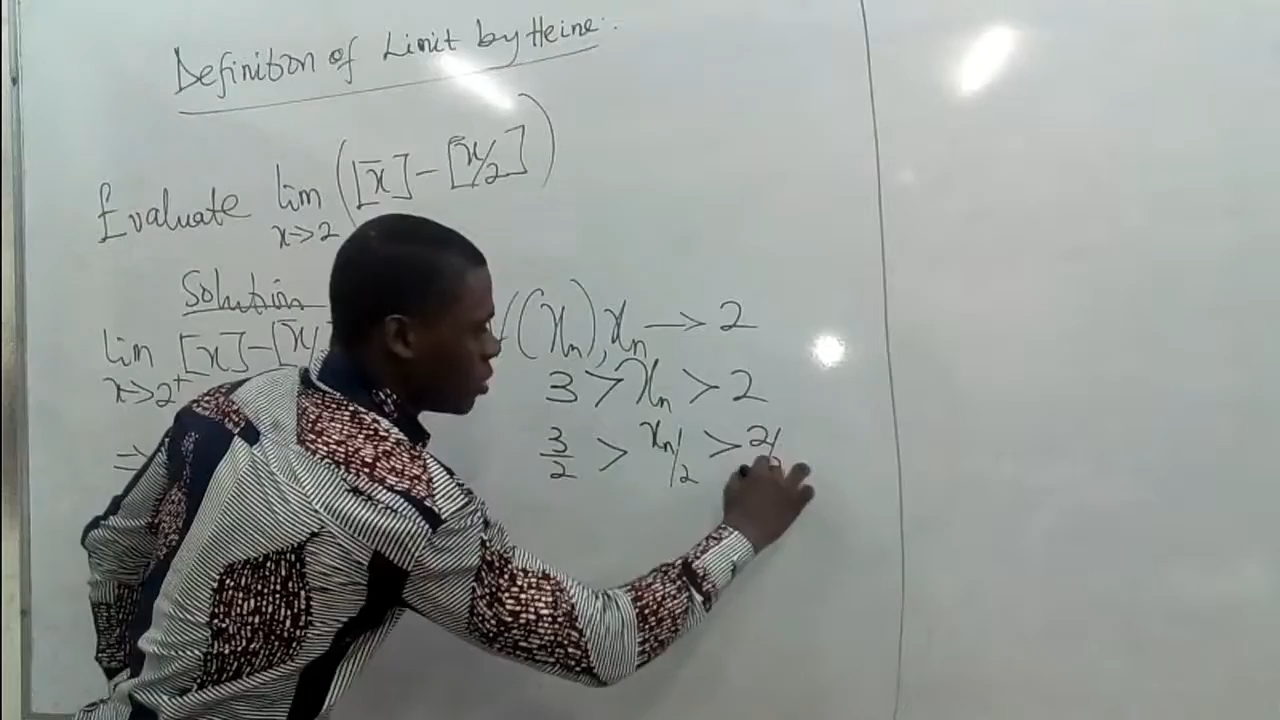 Definition of Limit by Heine:
Evaluate lim x→2 ([x] - [x/2])
Solution
lim x→2+ [x] - [x/
∀(xₙ), xₙ → 2
3 > xₙ > 2
⇒
3/2 > xₙ/2 > 2/